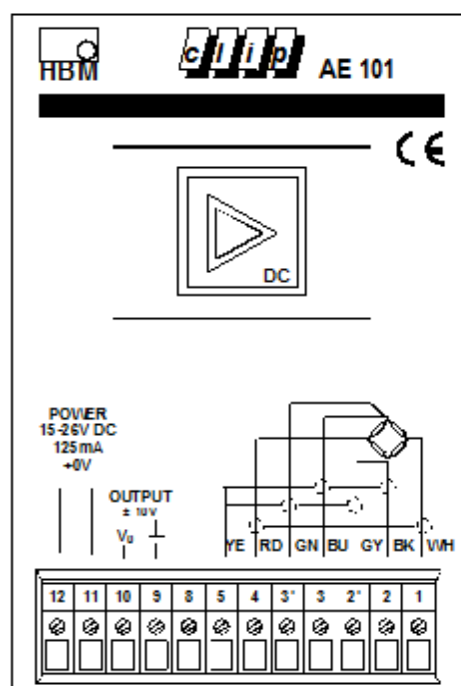 HBM clip AE 101
CE
DC
POWER
15-26V DC
125mA
+0V
OUTPUT
± 10V
V₀
YE RD GN BU GY BK WH
12 11 10 9 8 5 4 3' 3 2' 2 1